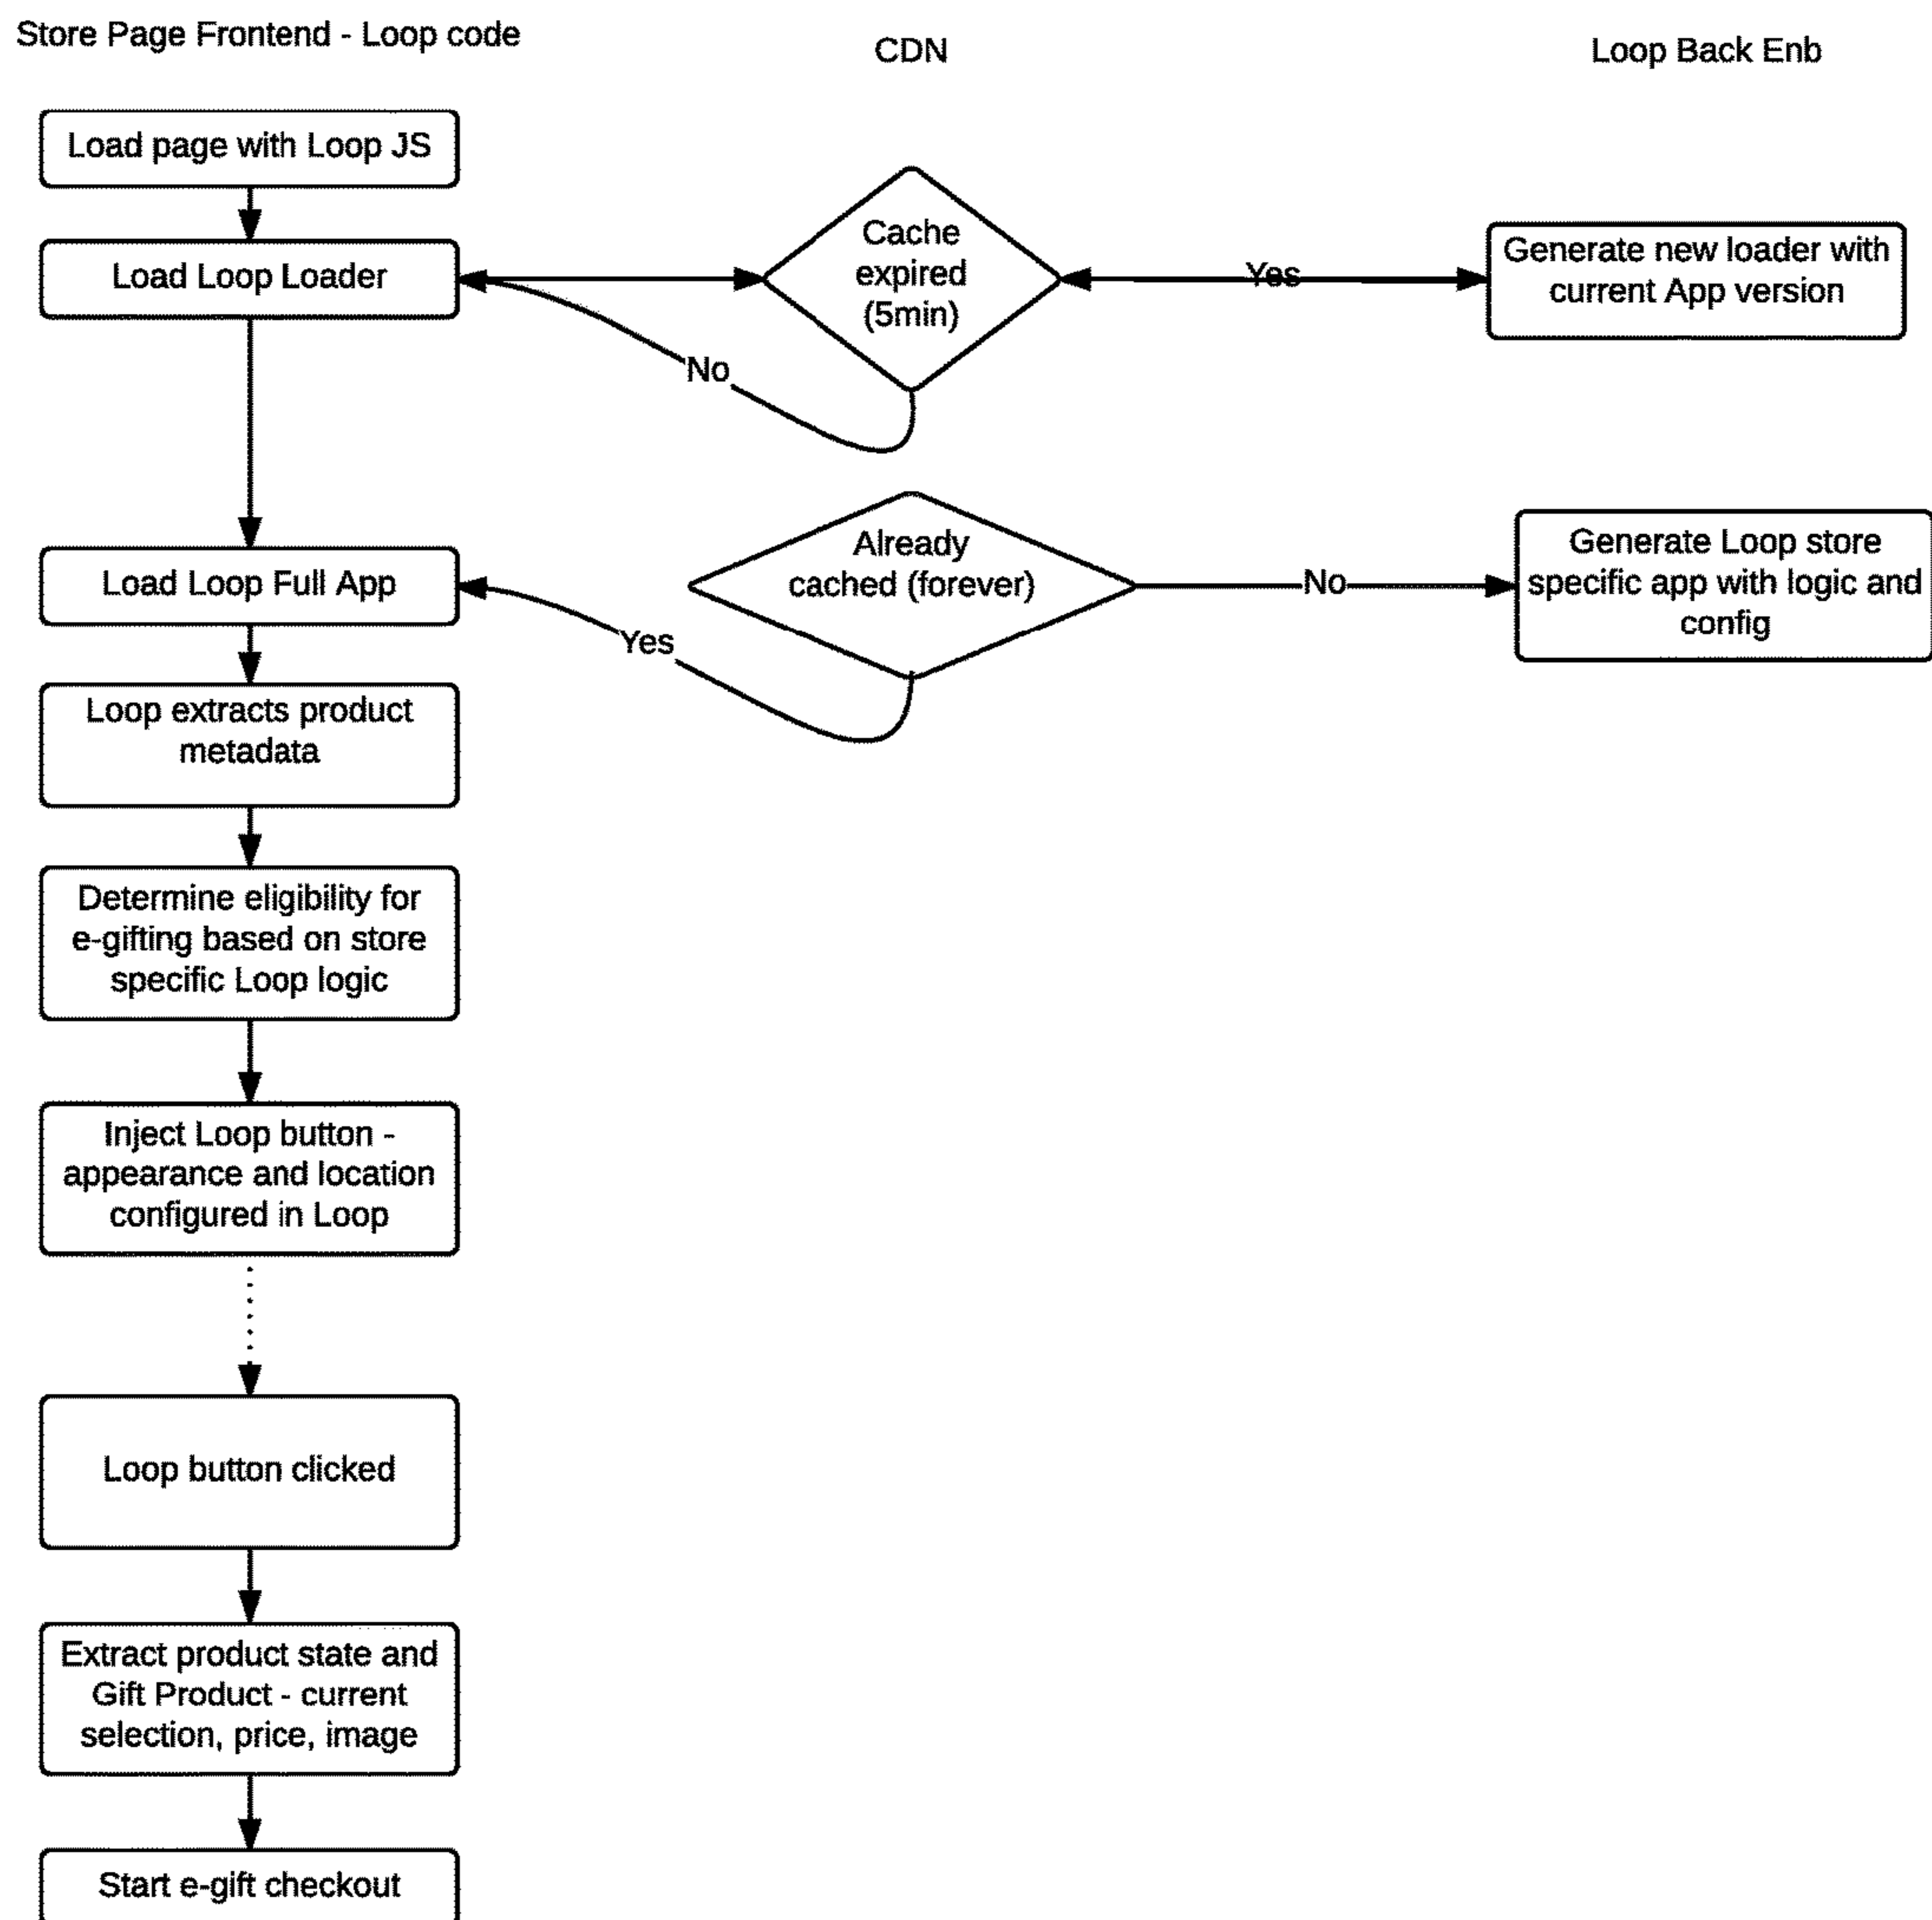 Store Page Frontend - Loop code
CDN
Loop Back Enb
Load page with Loop JS
Load Loop Loader
Cache
expired
(5min)
Yes
Generate new loader with
current App version
No
Load Loop Full App
Already
cached (forever)
No
Generate Loop store
specific app with logic and
config
Yes
Loop extracts product
metadata
Determine eligibility for
e-gifting based on store
specific Loop logic
Inject Loop button -
appearance and location
configured in Loop
Loop button clicked
Extract product state and
Gift Product - current
selection, price, image
Start e-gift checkout